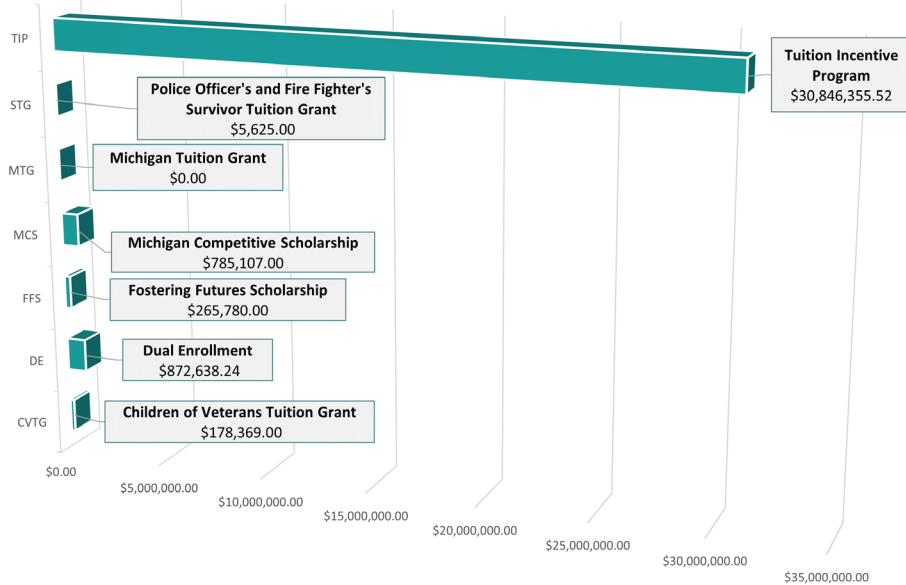 TIP
Tuition Incentive
Program
$30,846,355.52
STG
Police Officer's and Fire Fighter's
Survivor Tuition Grant
$5,625.00
MTG
Michigan Tuition Grant
$0.00
MCS
Michigan Competitive Scholarship
$785,107.00
FFS
Fostering Futures Scholarship
$265,780.00
DE
Dual Enrollment
$872,638.24
CVTG
Children of Veterans Tuition Grant
$178,369.00
$0.00
$5,000,000.00
$10,000,000.00
$15,000,000.00
$20,000,000.00
$25,000,000.00
$30,000,000.00
$35,000,000.00